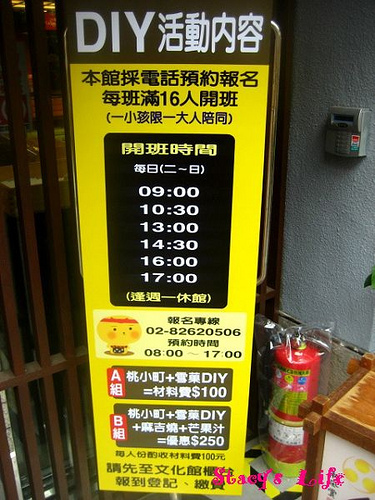 DIY活動內容
本館採電話預約報名
每班滿16人開班
(一小孩限一大人陪同)
開班時間
每日(二~日)
09:00
10:30
13:00
14:30
16:00
17:00
(逢週一休館)
報名專線
02-82620506
預約時間
08:00 ~ 17:00
A組 桃小町+雪菓DIY
=材料費$100
B組 桃小町+雪菓DIY
+麻吉燒+芒果汁
=優惠$250
每人份酌收材料費100元
請先至文化館櫃
報到登記、繳費
Stacy's Life